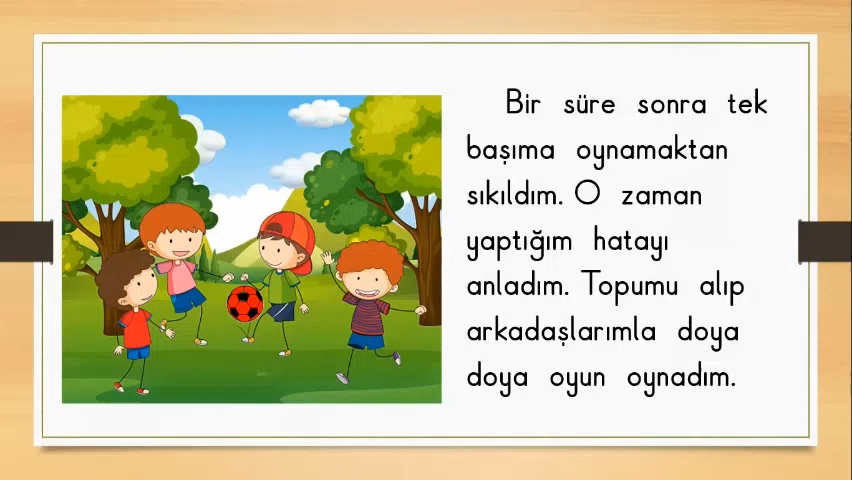 Bir süre sonra tek
başıma oynamaktan
sıkıldım. O zaman
yaptığım hatayı
anladım. Topumu alıp
arkadaşlarımla doya
doya oyun oynadım.